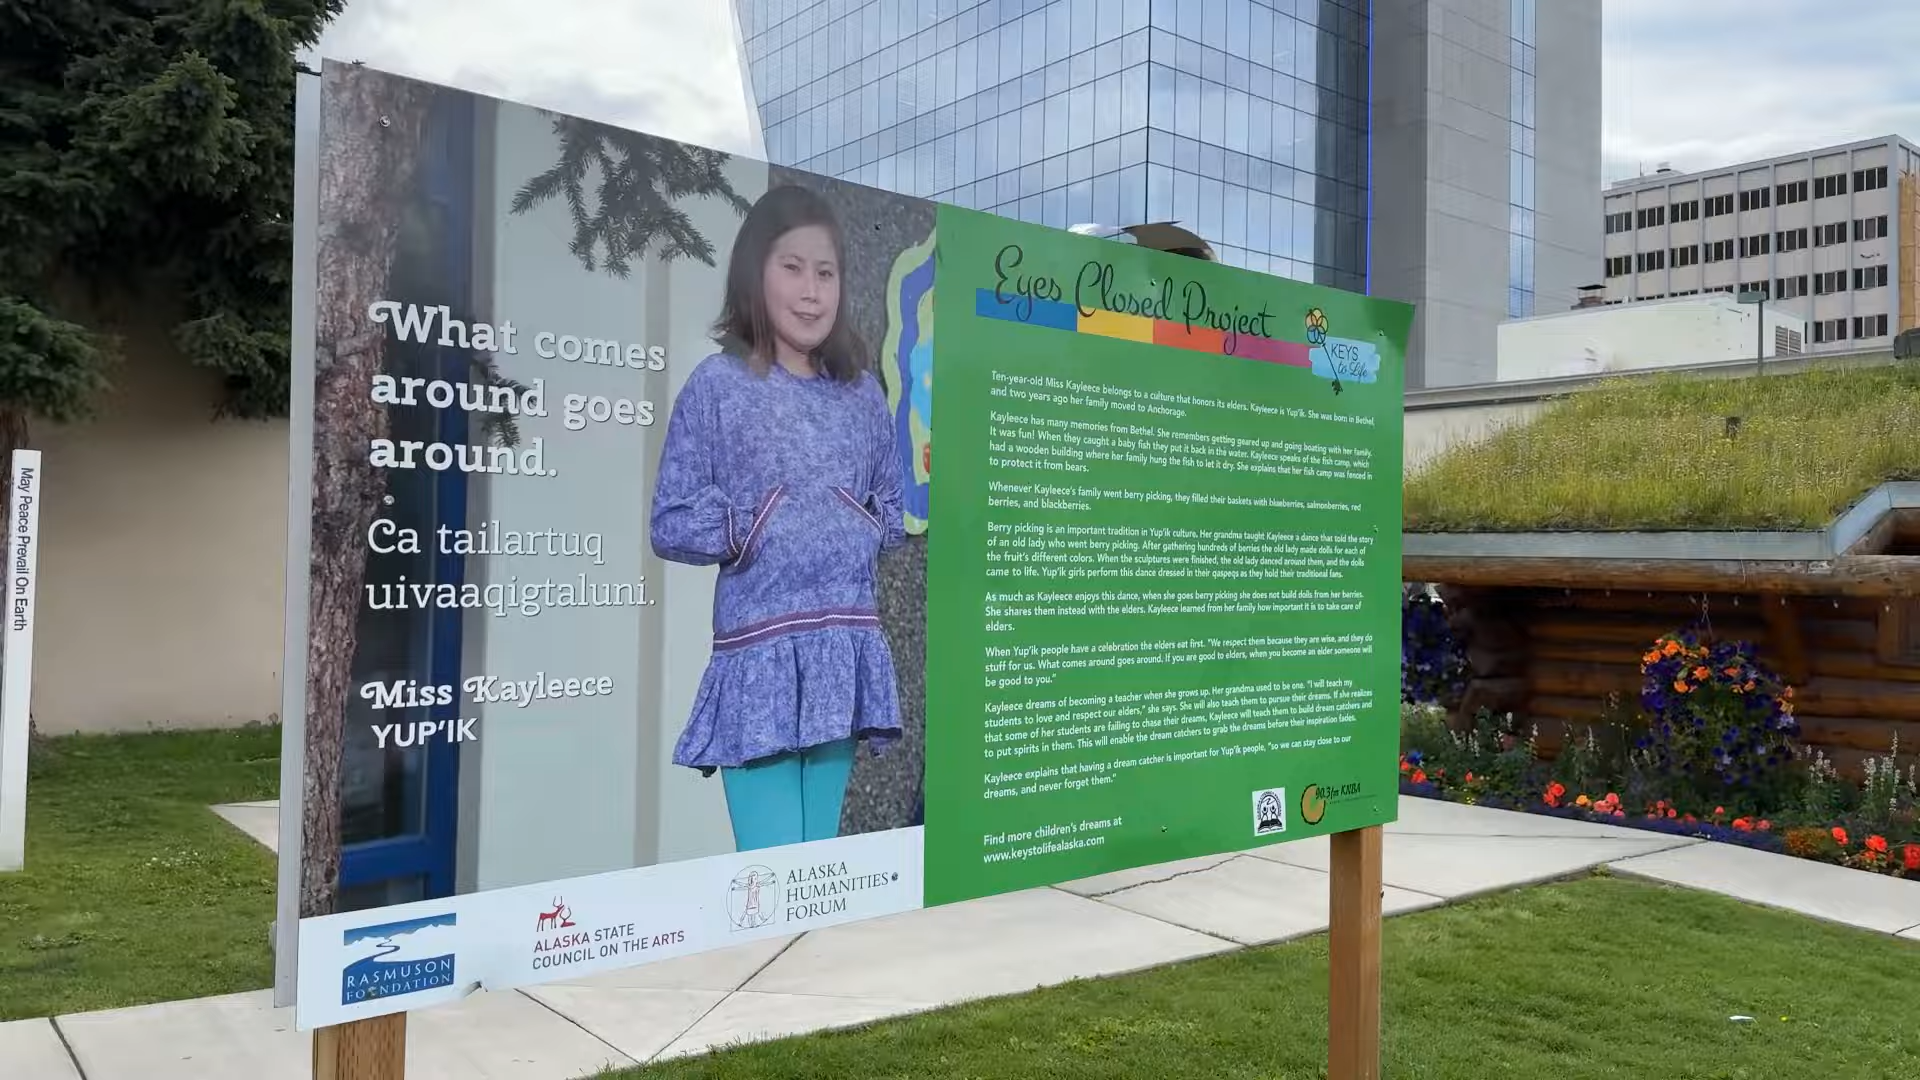 May Peace Prevail On Earth
What comes
around goes
around.
Ca tailartuq
uivaaqigtaluni.
Miss Kayleece
YUP'IK
RASMUSON
FOUNDATION
ALASKA STATE
COUNCIL ON THE ARTS
ALASKA
HUMANITIES
FORUM
Eyes Closed Project
KEYS
to Life
Ten-year-old Miss Kayleece belongs to a culture that honors its elders. Kayleece is Yup'ik. She was born in Bethel,
and two years ago her family moved to Anchorage.
Kayleece has many memories from Bethel. She remembers getting geared up and going boating with her family.
It was fun! When they caught a baby fish they put it back in the water. Kayleece speaks of the fish camp, which
had a wooden building where her family hung the fish to let it dry. She explains that her fish camp was fenced in
to protect it from bears.
Whenever Kayleece's family went berry picking, they filled their baskets with blueberries, salmonberries, red
berries, and blackberries.
Berry picking is an important tradition in Yup'ik culture. Her grandma taught Kayleece a dance that told the story
of an old lady who went berry picking. After gathering hundreds of berries the old lady made dolls for each of
the fruit's different colors. When the sculptures were finished, the old lady danced around them, and the dolls
came to life. Yup'ik girls perform this dance dressed in their qaspeqs as they hold their traditional fans.
As much as Kayleece enjoys this dance, when she goes berry picking she does not build dolls from her berries.
She shares them instead with the elders. Kayleece learned from her family how important it is to take care of
elders.
When Yup'ik people have a celebration the elders eat first. "We respect them because they are wise, and they do
stuff for us. What comes around goes around. If you are good to elders, when you become an elder someone will
be good to you."
Kayleece dreams of becoming a teacher when she grows up. Her grandma used to be one. "I will teach my
students to love and respect our elders," she says. She will also teach them to pursue their dreams. If she realizes
that some of her students are failing to chase their dreams, Kayleece will teach them to build dream catchers and
to put spirits in them. This will enable the dream catchers to grab the dreams before their inspiration fades.
Kayleece explains that having a dream catcher is important for Yup'ik people, "so we can stay close to our
dreams, and never forget them."
Find more children's dreams at
www.keystolifealaska.com
90.3 fm KNBA